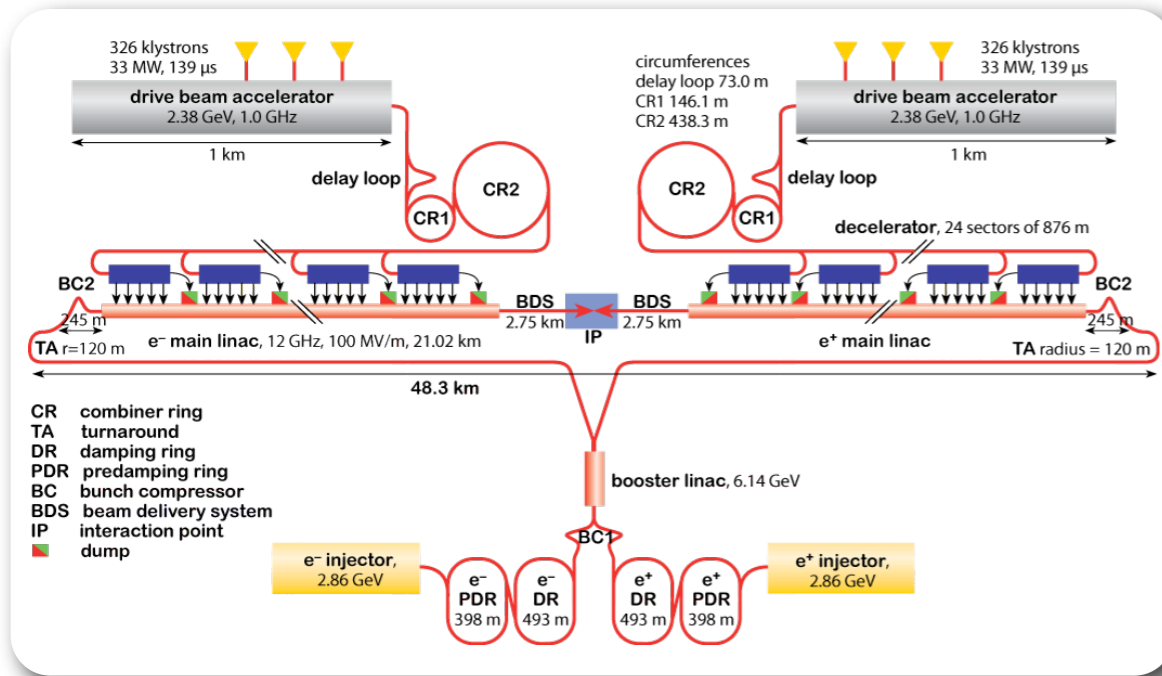 326 klystrons
33 MW, 139 μs
drive beam accelerator
2.38 GeV, 1.0 GHz
1 km
delay loop
CR2
CR1
circumferences
delay loop 73.0 m
CR1 146.1 m
CR2 438.3 m
326 klystrons
33 MW, 139 μs
drive beam accelerator
2.38 GeV, 1.0 GHz
1 km
delay loop
CR2
CR1
decelerator, 24 sectors of 876 m
BC2
245 m
TA r=120 m
e⁻ main linac, 12 GHz, 100 MV/m, 21.02 km
BDS
2.75 km
IP
BDS
2.75 km
e⁺ main linac
BC2
245 m
TA radius = 120 m
48.3 km
CR combiner ring
TA turnaround
DR damping ring
PDR predamping ring
BC bunch compressor
BDS beam delivery system
IP interaction point
dump
booster linac, 6.14 GeV
BC1
e⁻ injector,
2.86 GeV
e⁻
PDR
398 m
e⁻
DR
493 m
e⁺
DR
493 m
e⁺
PDR
398 m
e⁺ injector,
2.86 GeV